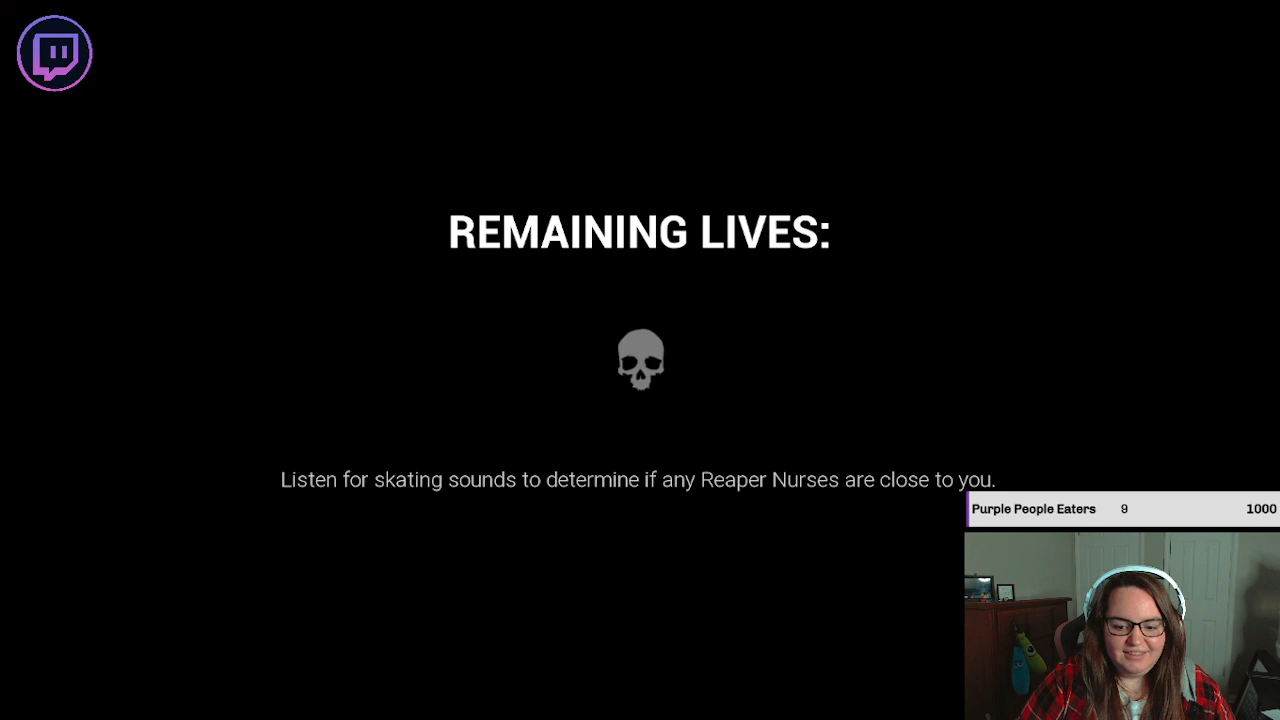 REMAINING LIVES:
Listen for skating sounds to determine if any Reaper Nurses are close to you.
Purple People Eaters 9 1000